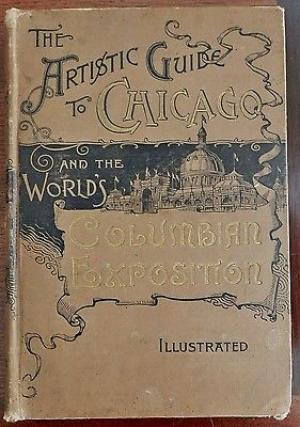 THE
ARTISTIC GUIDE
TO CHICAGO
AND THE
WORLD'S
COLUMBIAN
EXPOSITION
ILLUSTRATED